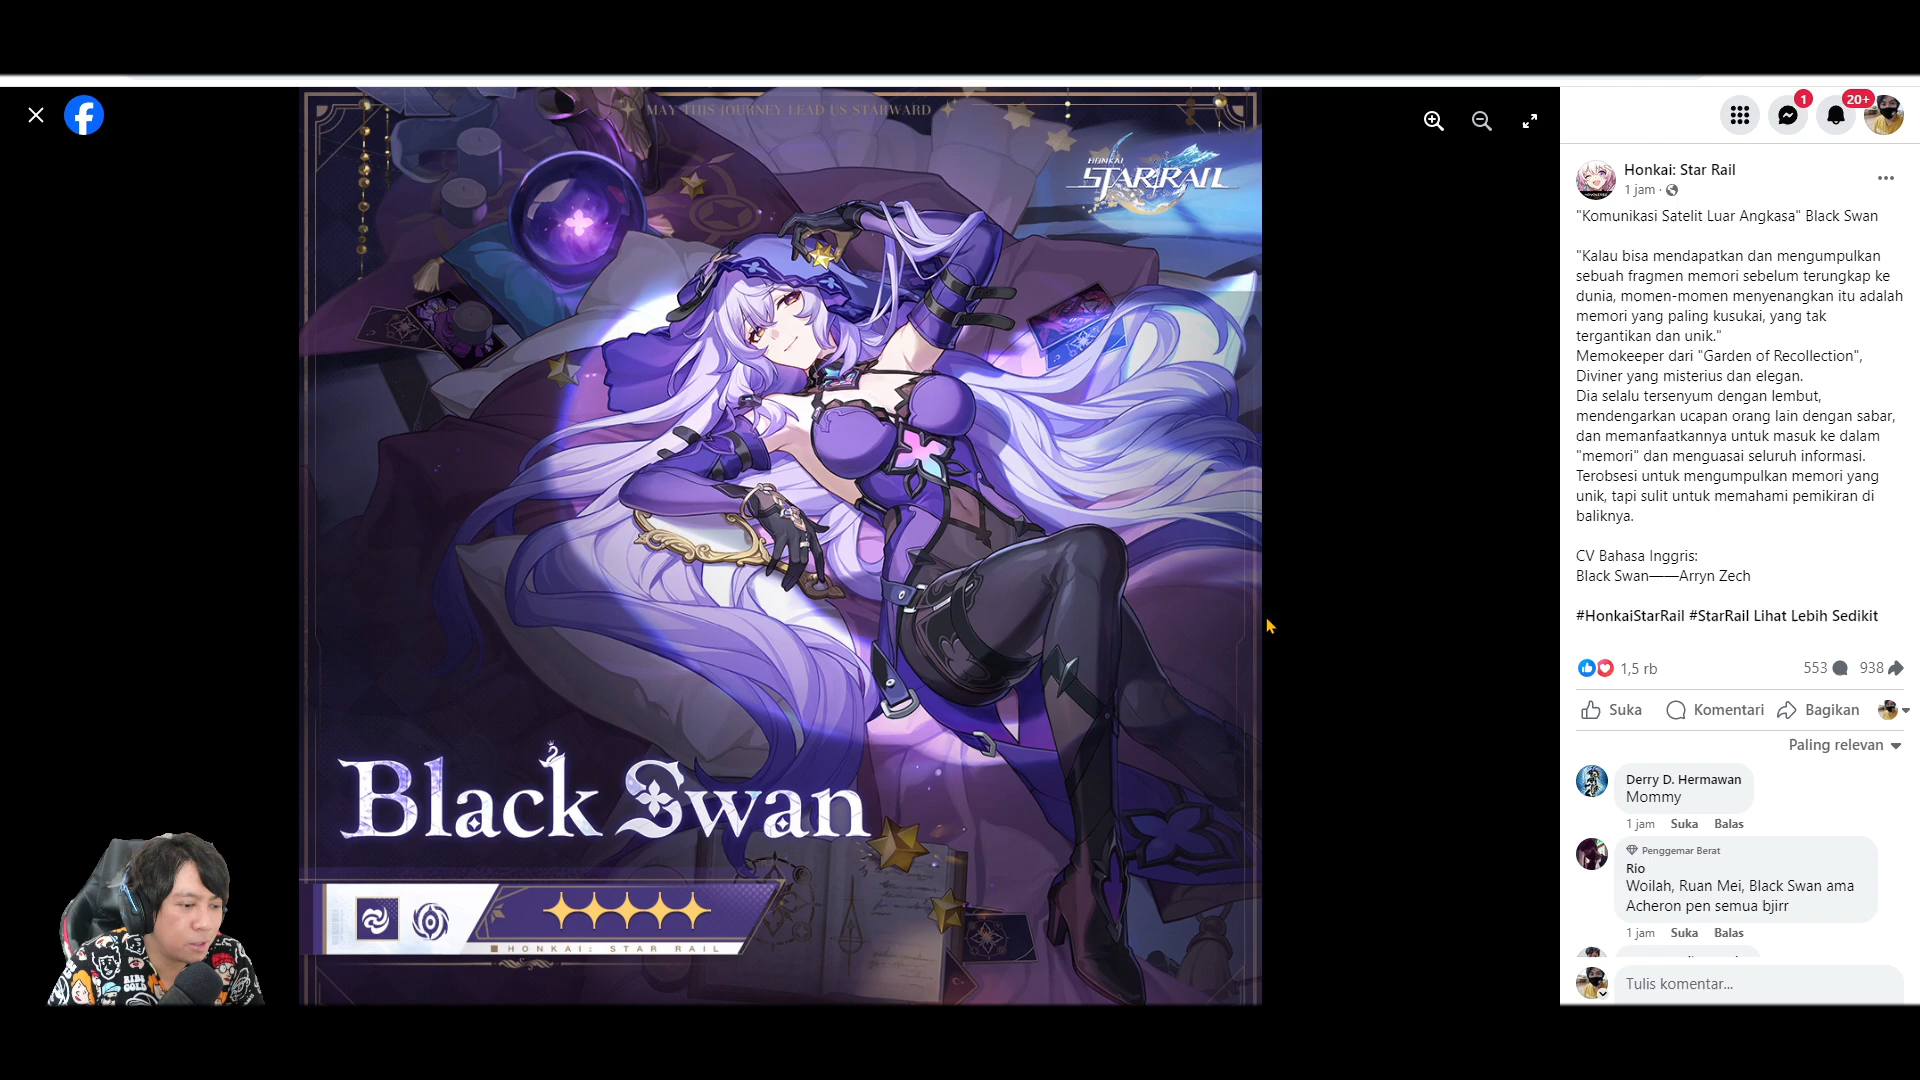 MAY THIS JOURNEY LEAD US STARWARD
HONKAI:
STAR RAIL
Black Swan
HONKAI: STAR RAIL
1
20+
Honkai: Star Rail
1 jam ·
"Komunikasi Satelit Luar Angkasa" Black Swan
"Kalau bisa mendapatkan dan mengumpulkan
sebuah fragmen memori sebelum terungkap ke
dunia, momen-momen menyenangkan itu adalah
memori yang paling kusukai, yang tak
tergantikan dan unik."
Memokeeper dari "Garden of Recollection",
Diviner yang misterius dan elegan.
Dia selalu tersenyum dengan lembut,
mendengarkan ucapan orang lain dengan sabar,
dan memanfaatkannya untuk masuk ke dalam
"memori" dan menguasai seluruh informasi.
Terobsesi untuk mengumpulkan memori yang
unik, tapi sulit untuk memahami pemikiran di
baliknya.
CV Bahasa Inggris:
Black Swan——Arryn Zech
#HonkaiStarRail #StarRail Lihat Lebih Sedikit
1,5 rb 553 938
Suka Komentari Bagikan
Paling relevan
Derry D. Hermawan
Mommy
1 jam Suka Balas
Penggemar Berat
Rio
Woilah, Ruan Mei, Black Swan ama
Acheron pen semua bjirr
1 jam Suka Balas
Tulis komentar...